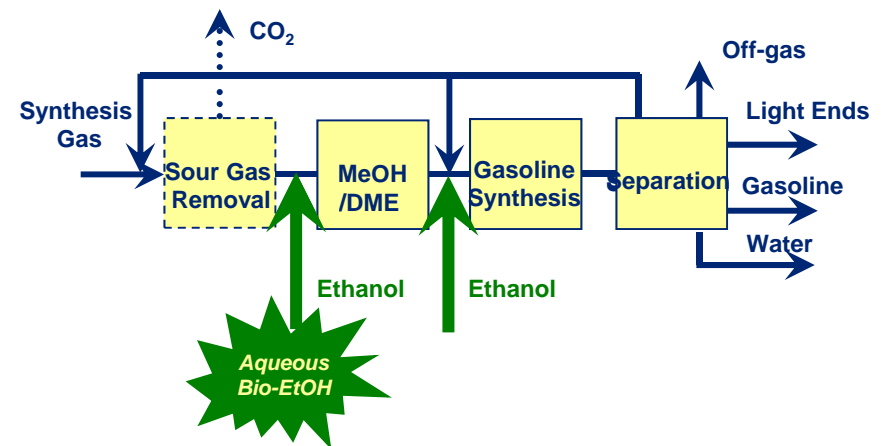 CO2
Off-gas
Synthesis
Gas
Light Ends
Sour Gas
Removal
MeOH
/DME
Gasoline
Synthesis
Separation
Gasoline
Water
Ethanol
Ethanol
Aqueous
Bio-EtOH